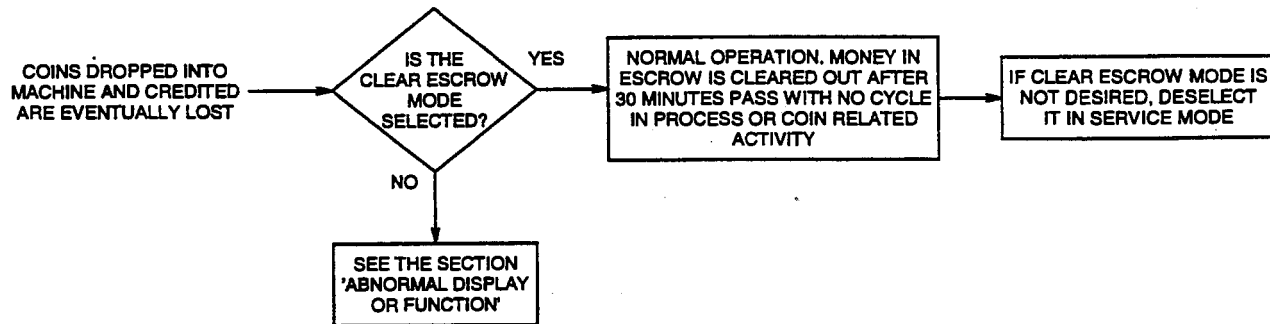 COINS DROPPED INTO
MACHINE AND CREDITED
ARE EVENTUALLY LOST
IS THE
CLEAR ESCROW
MODE
SELECTED?
YES
NORMAL OPERATION. MONEY IN
ESCROW IS CLEARED OUT AFTER
30 MINUTES PASS WITH NO CYCLE
IN PROCESS OR COIN RELATED
ACTIVITY
IF CLEAR ESCROW MODE IS
NOT DESIRED, DESELECT
IT IN SERVICE MODE
NO
SEE THE SECTION
'ABNORMAL DISPLAY
OR FUNCTION'